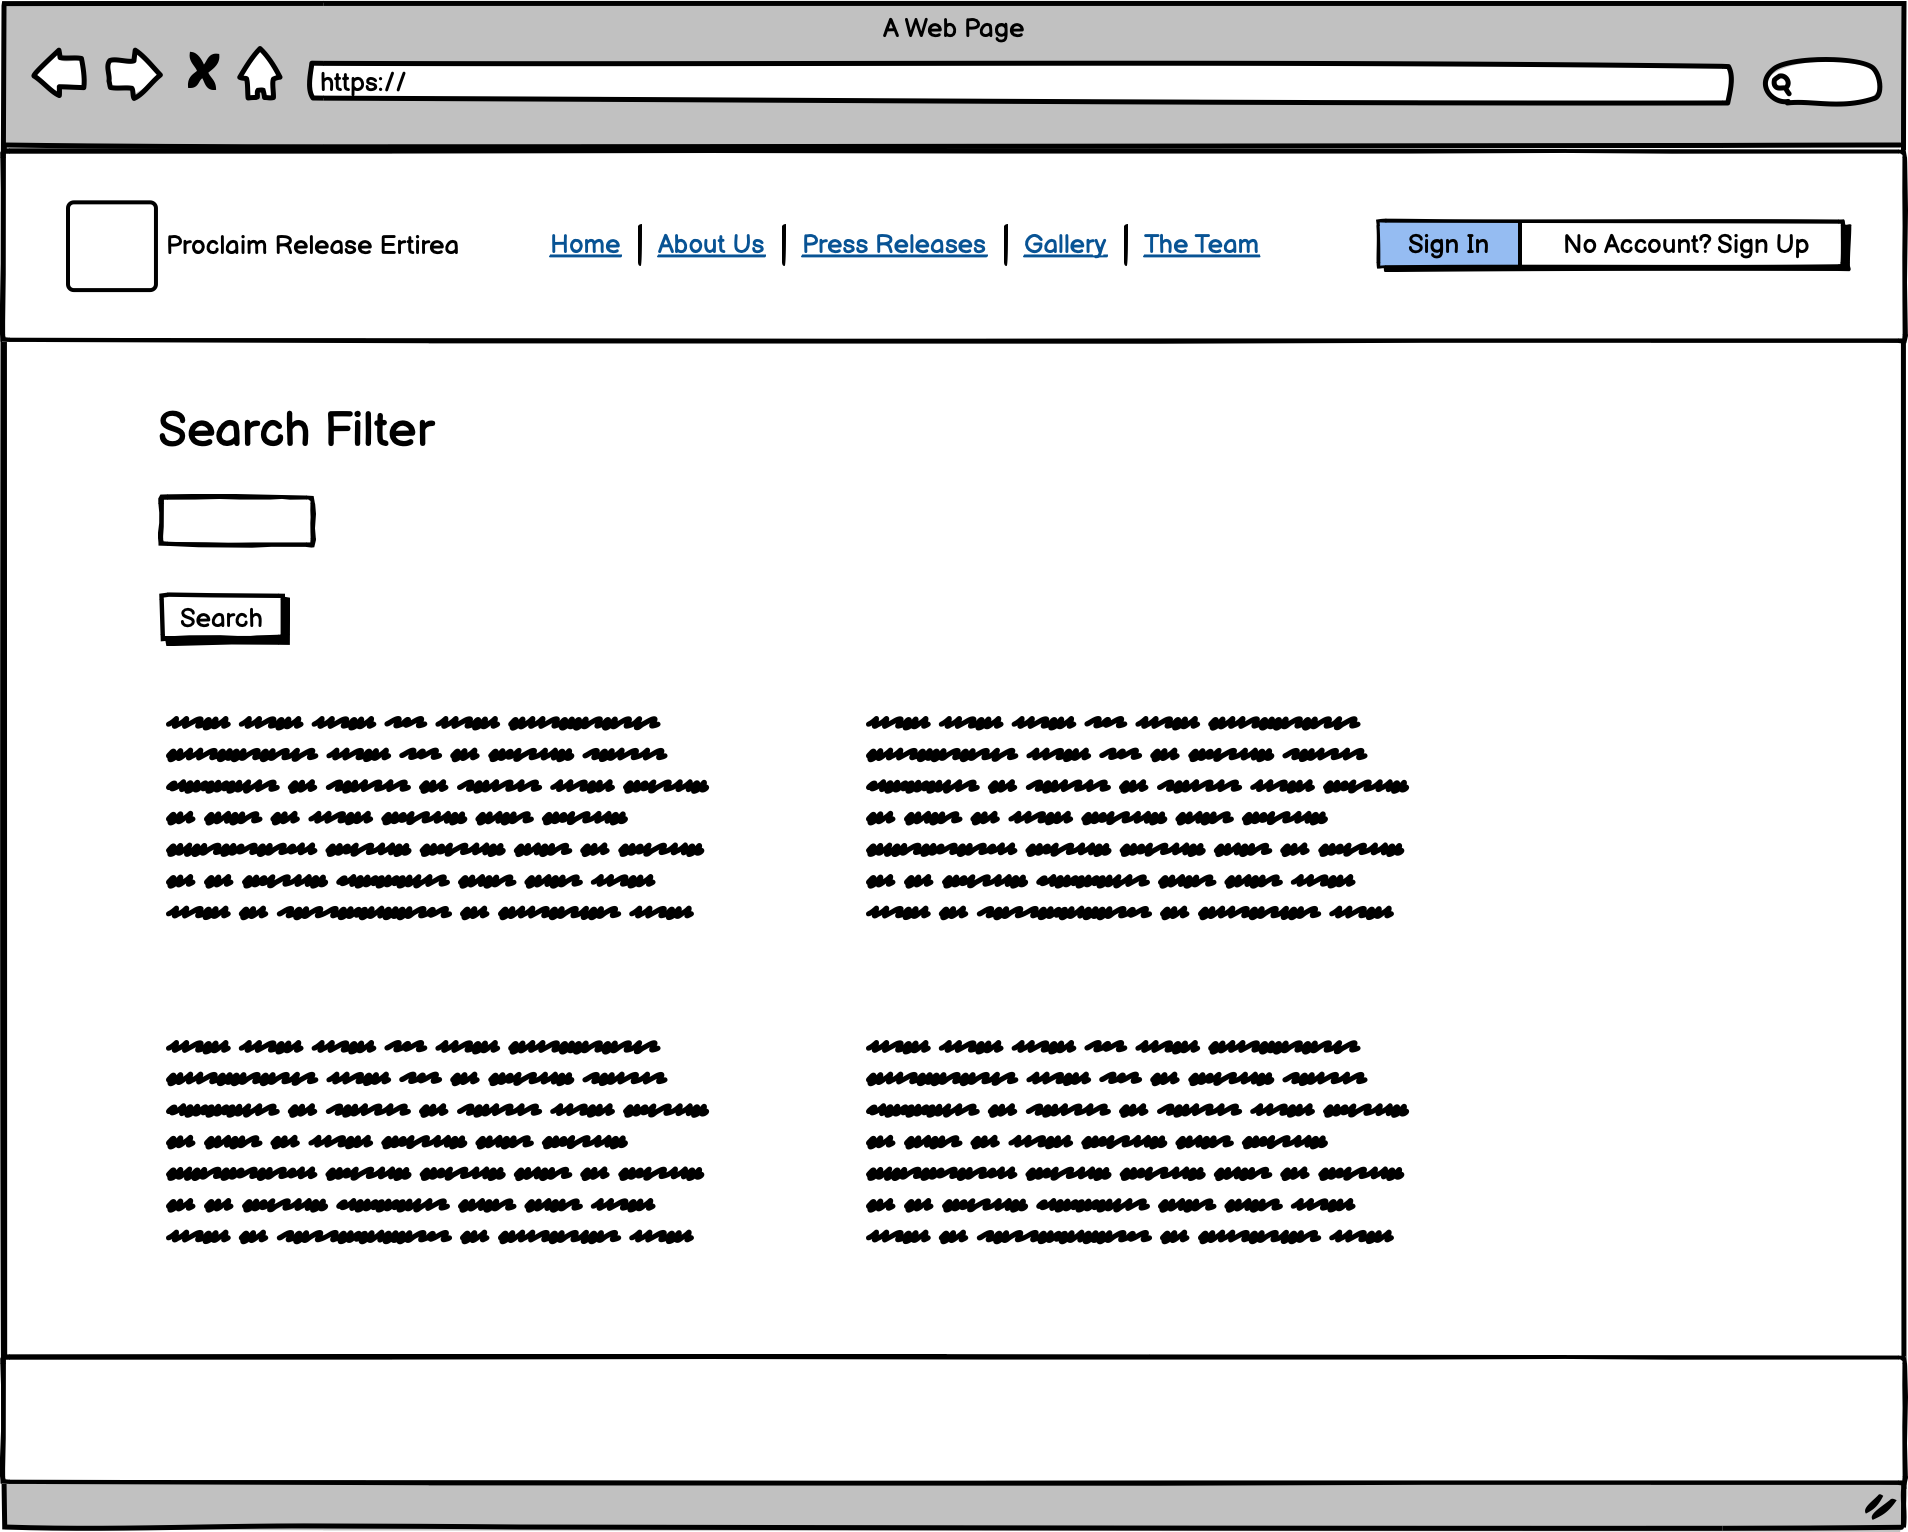 A Web Page
https://
Proclaim Release Ertirea
Home
About Us
Press Releases
Gallery
The Team
Sign In
No Account? Sign Up
Search Filter
Search